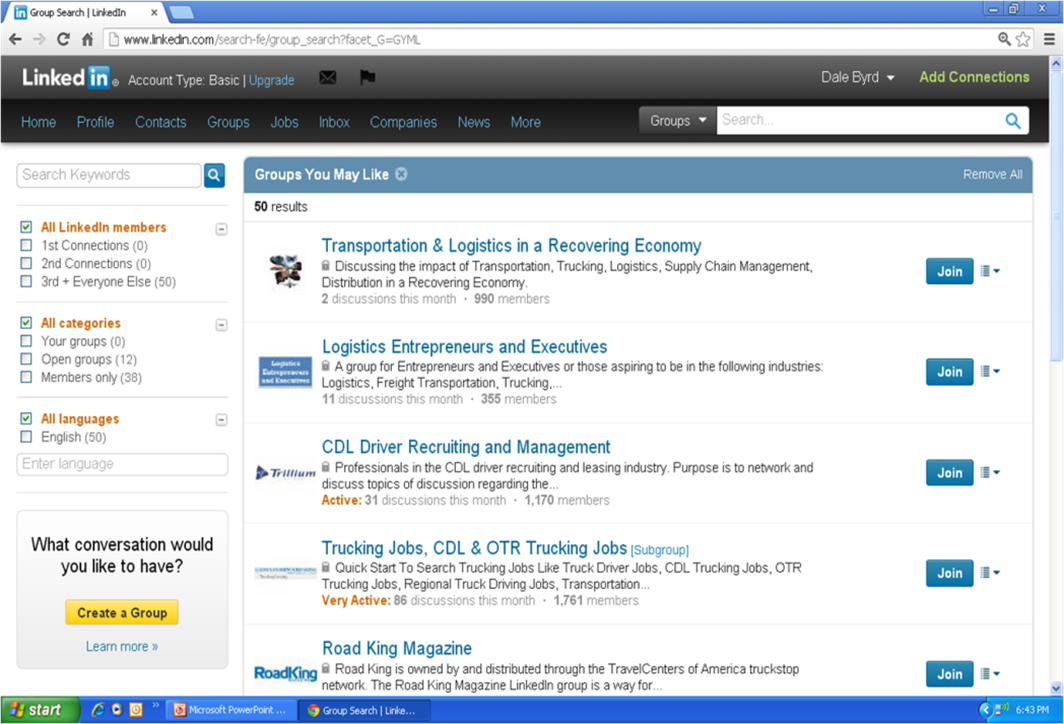 Group Search | LinkedIn
www.linkedin.com/search-fe/group_search?facet_G=GYML
Linked in Account Type: Basic | Upgrade
Dale Byrd Add Connections
Home Profile Contacts Groups Jobs Inbox Companies News More
Groups Search...
Search Keywords
All LinkedIn members
1st Connections (0)
2nd Connections (0)
3rd + Everyone Else (50)
All categories
Your groups (0)
Open groups (12)
Members only (38)
All languages
English (50)
Enter language
What conversation would
you like to have?
Create a Group
Learn more »
Groups You May Like Remove All
50 results
Transportation & Logistics in a Recovering Economy
Discussing the impact of Transportation, Trucking, Logistics, Supply Chain Management,
Distribution in a Recovering Economy.
2 discussions this month · 990 members
Join
Logistics
Entrepreneurs
and Executives
Logistics Entrepreneurs and Executives
A group for Entrepreneurs and Executives or those aspiring to be in the following industries:
Logistics, Freight Transportation, Trucking,...
11 discussions this month · 355 members
Join
Trillium
CDL Driver Recruiting and Management
Professionals in the CDL driver recruiting and leasing industry. Purpose is to network and
discuss topics of discussion regarding the...
Active: 31 discussions this month · 1,170 members
Join
Trucking Jobs, CDL & OTR Trucking Jobs [Subgroup]
Quick Start To Search Trucking Jobs Like Truck Driver Jobs, CDL Trucking Jobs, OTR
Trucking Jobs, Regional Truck Driving Jobs, Transportation...
Very Active: 86 discussions this month · 1,761 members
Join
RoadKing
Road King Magazine
Road King is owned by and distributed through the TravelCenters of America truckstop
network. The Road King Magazine LinkedIn group is a way for...
Join
start
Microsoft PowerPoint ...
Group Search | Linke...
6:43 PM